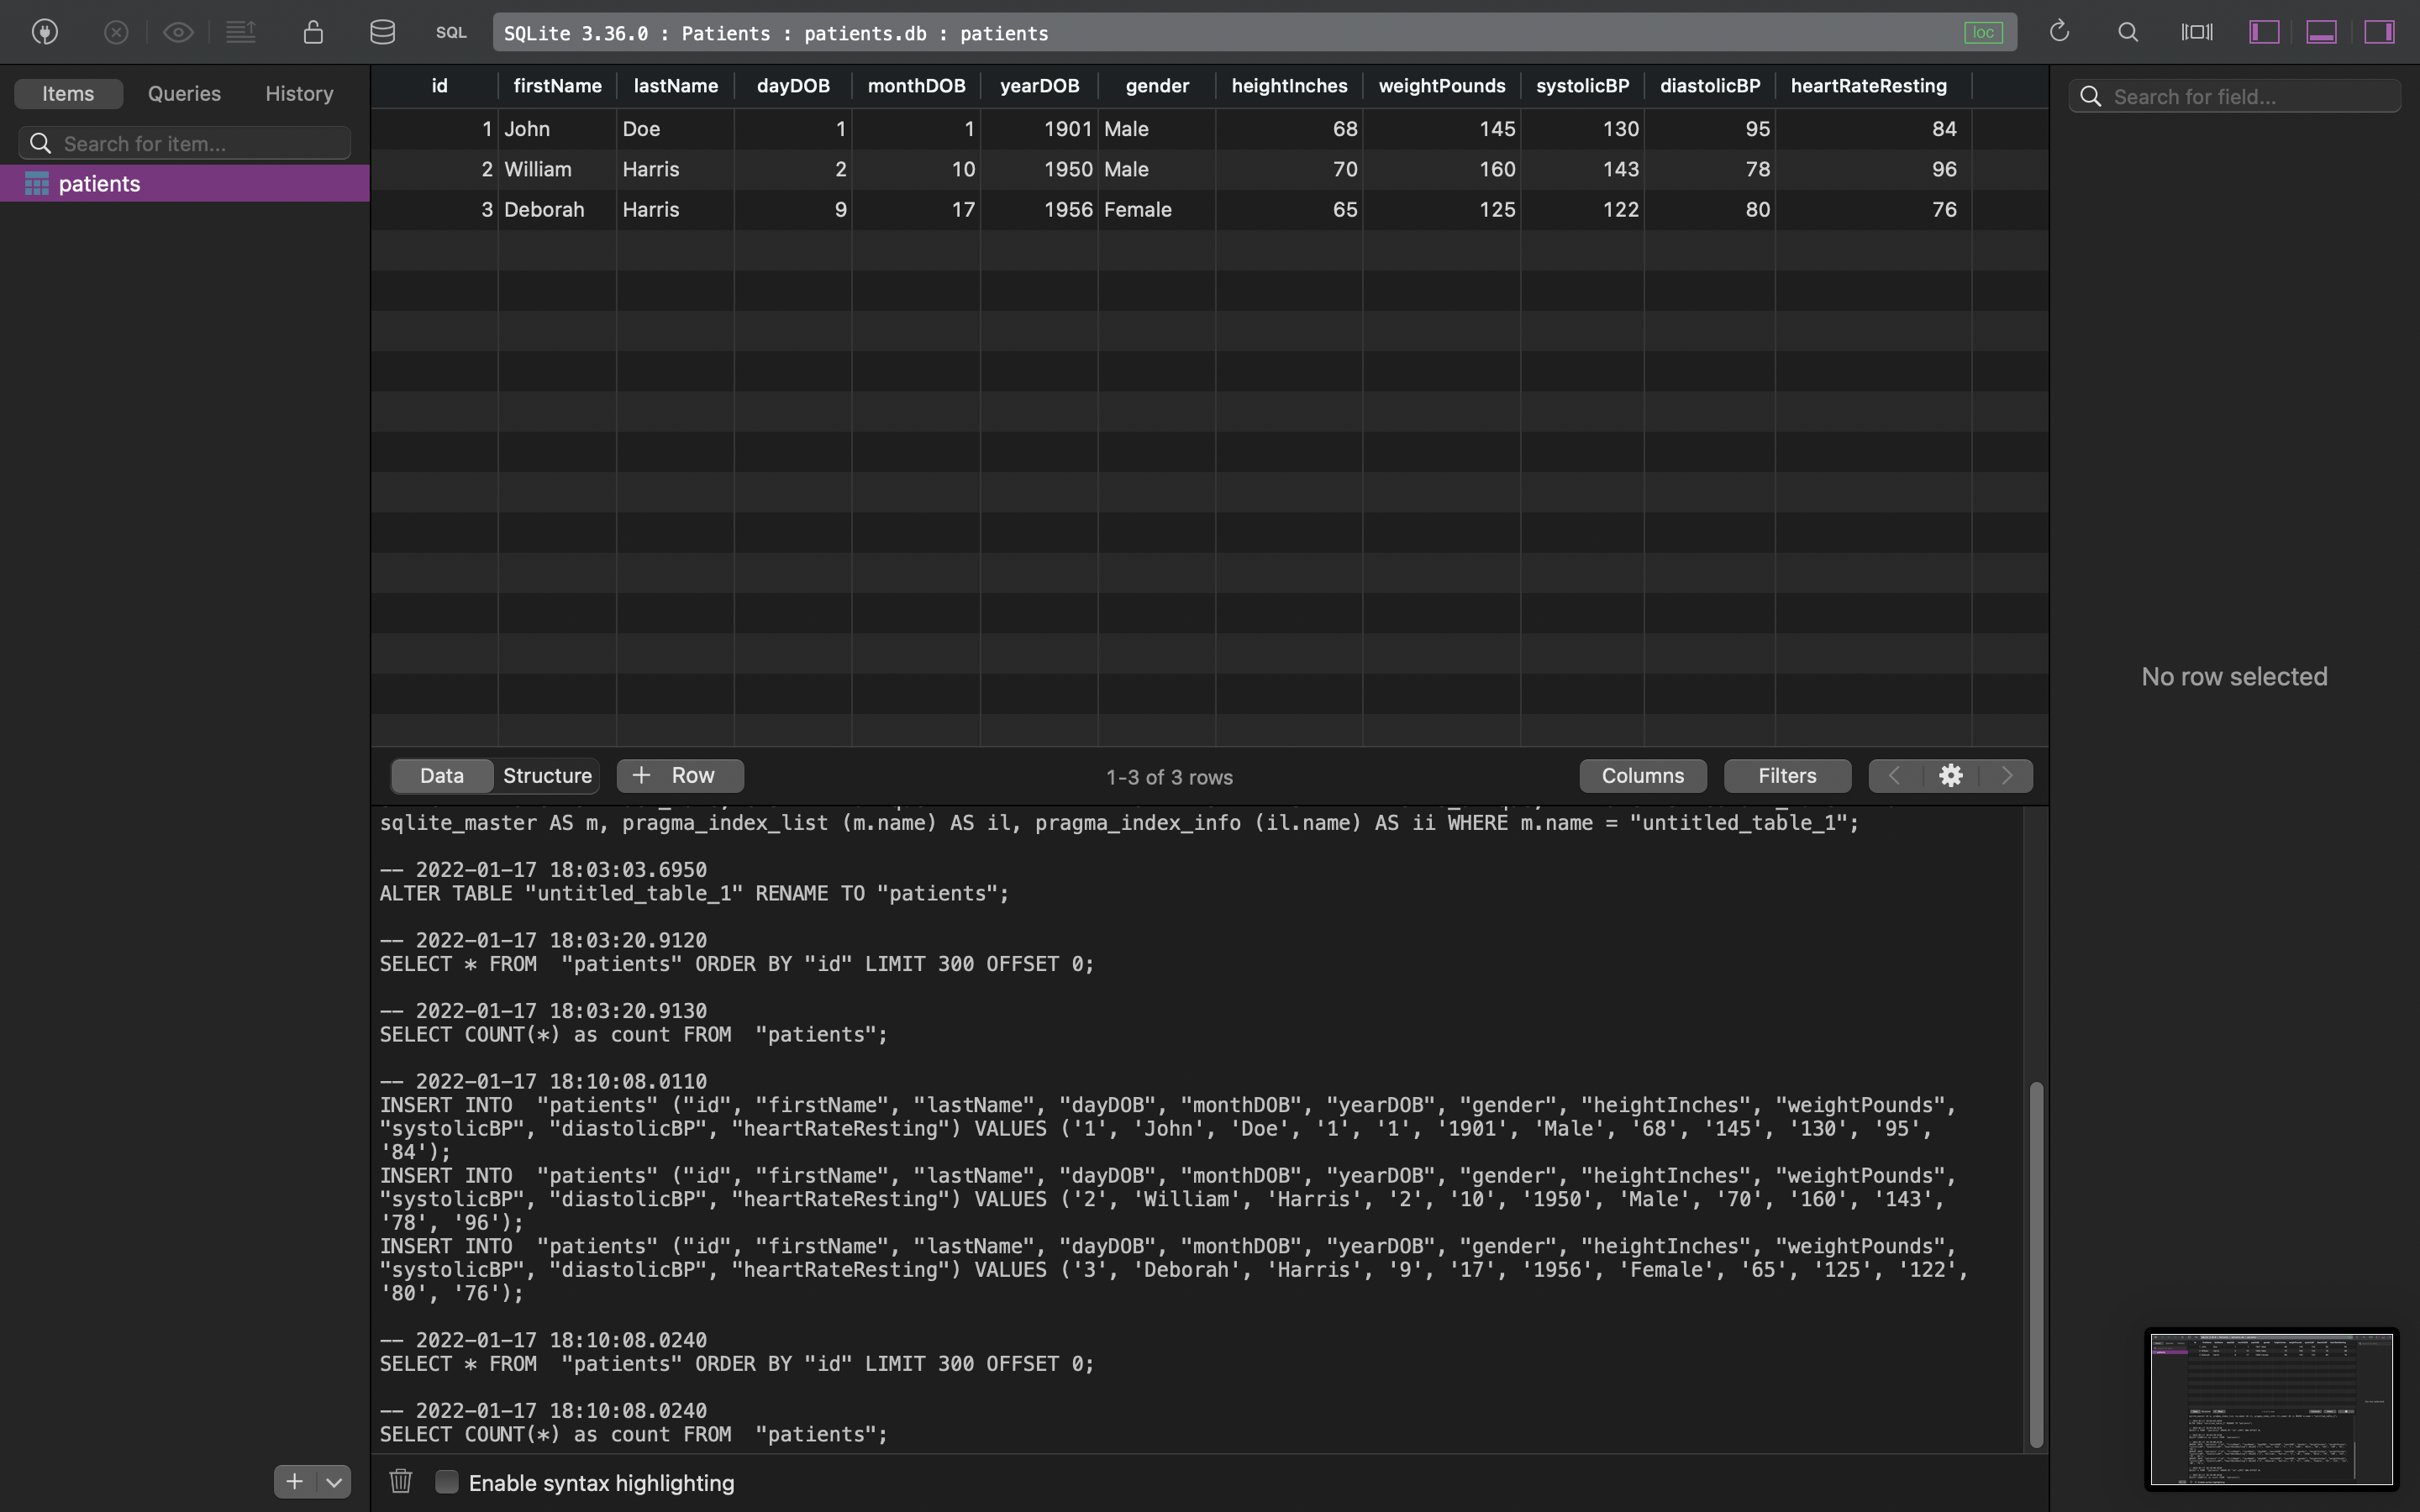 SQL
SQLite 3.36.0 : Patients : patients.db : patients
loc
Items Queries History
Search for item...
patients
id firstName lastName dayDOB monthDOB yearDOB gender heightInches weightPounds systolicBP diastolicBP heartRateResting
1 John Doe 1 1 1901 Male 68 145 130 95 84
2 William Harris 2 10 1950 Male 70 160 143 78 96
3 Deborah Harris 9 17 1956 Female 65 125 122 80 76
Search for field...
No row selected
Data Structure + Row 1-3 of 3 rows Columns Filters
sqlite_master AS m, pragma_index_list (m.name) AS il, pragma_index_info (il.name) AS ii WHERE m.name = "untitled_table_1";
-- 2022-01-17 18:03:03.6950
ALTER TABLE "untitled_table_1" RENAME TO "patients";
-- 2022-01-17 18:03:20.9120
SELECT * FROM  "patients" ORDER BY "id" LIMIT 300 OFFSET 0;
-- 2022-01-17 18:03:20.9130
SELECT COUNT(*) as count FROM  "patients";
-- 2022-01-17 18:10:08.0110
INSERT INTO  "patients" ("id", "firstName", "lastName", "dayDOB", "monthDOB", "yearDOB", "gender", "heightInches", "weightPounds",
"systolicBP", "diastolicBP", "heartRateResting") VALUES ('1', 'John', 'Doe', '1', '1', '1901', 'Male', '68', '145', '130', '95',
'84');
INSERT INTO  "patients" ("id", "firstName", "lastName", "dayDOB", "monthDOB", "yearDOB", "gender", "heightInches", "weightPounds",
"systolicBP", "diastolicBP", "heartRateResting") VALUES ('2', 'William', 'Harris', '2', '10', '1950', 'Male', '70', '160', '143',
'78', '96');
INSERT INTO  "patients" ("id", "firstName", "lastName", "dayDOB", "monthDOB", "yearDOB", "gender", "heightInches", "weightPounds",
"systolicBP", "diastolicBP", "heartRateResting") VALUES ('3', 'Deborah', 'Harris', '9', '17', '1956', 'Female', '65', '125', '122',
'80', '76');
-- 2022-01-17 18:10:08.0240
SELECT * FROM  "patients" ORDER BY "id" LIMIT 300 OFFSET 0;
-- 2022-01-17 18:10:08.0240
SELECT COUNT(*) as count FROM  "patients";
Enable syntax highlighting